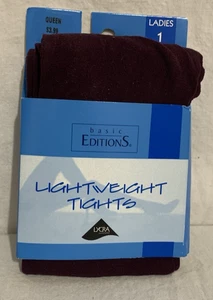 QUEEN
$3.99
LADIES
1
basic
EDITIONS
LIGHTWEIGHT
TIGHTS
LYCRA